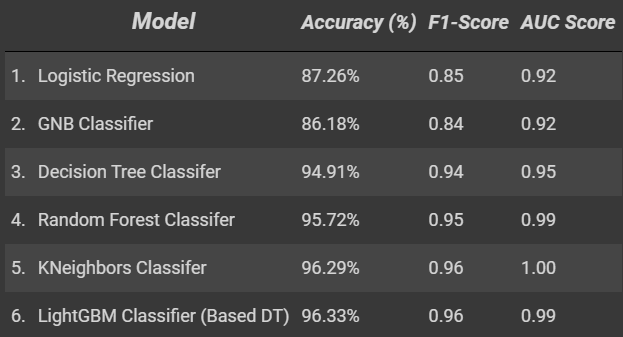 Model Accuracy (%) F1-Score AUC Score
1. Logistic Regression 87.26% 0.85 0.92
2. GNB Classifier 86.18% 0.84 0.92
3. Decision Tree Classifer 94.91% 0.94 0.95
4. Random Forest Classifer 95.72% 0.95 0.99
5. KNeighbors Classifer 96.29% 0.96 1.00
6. LightGBM Classifier (Based DT) 96.33% 0.96 0.99